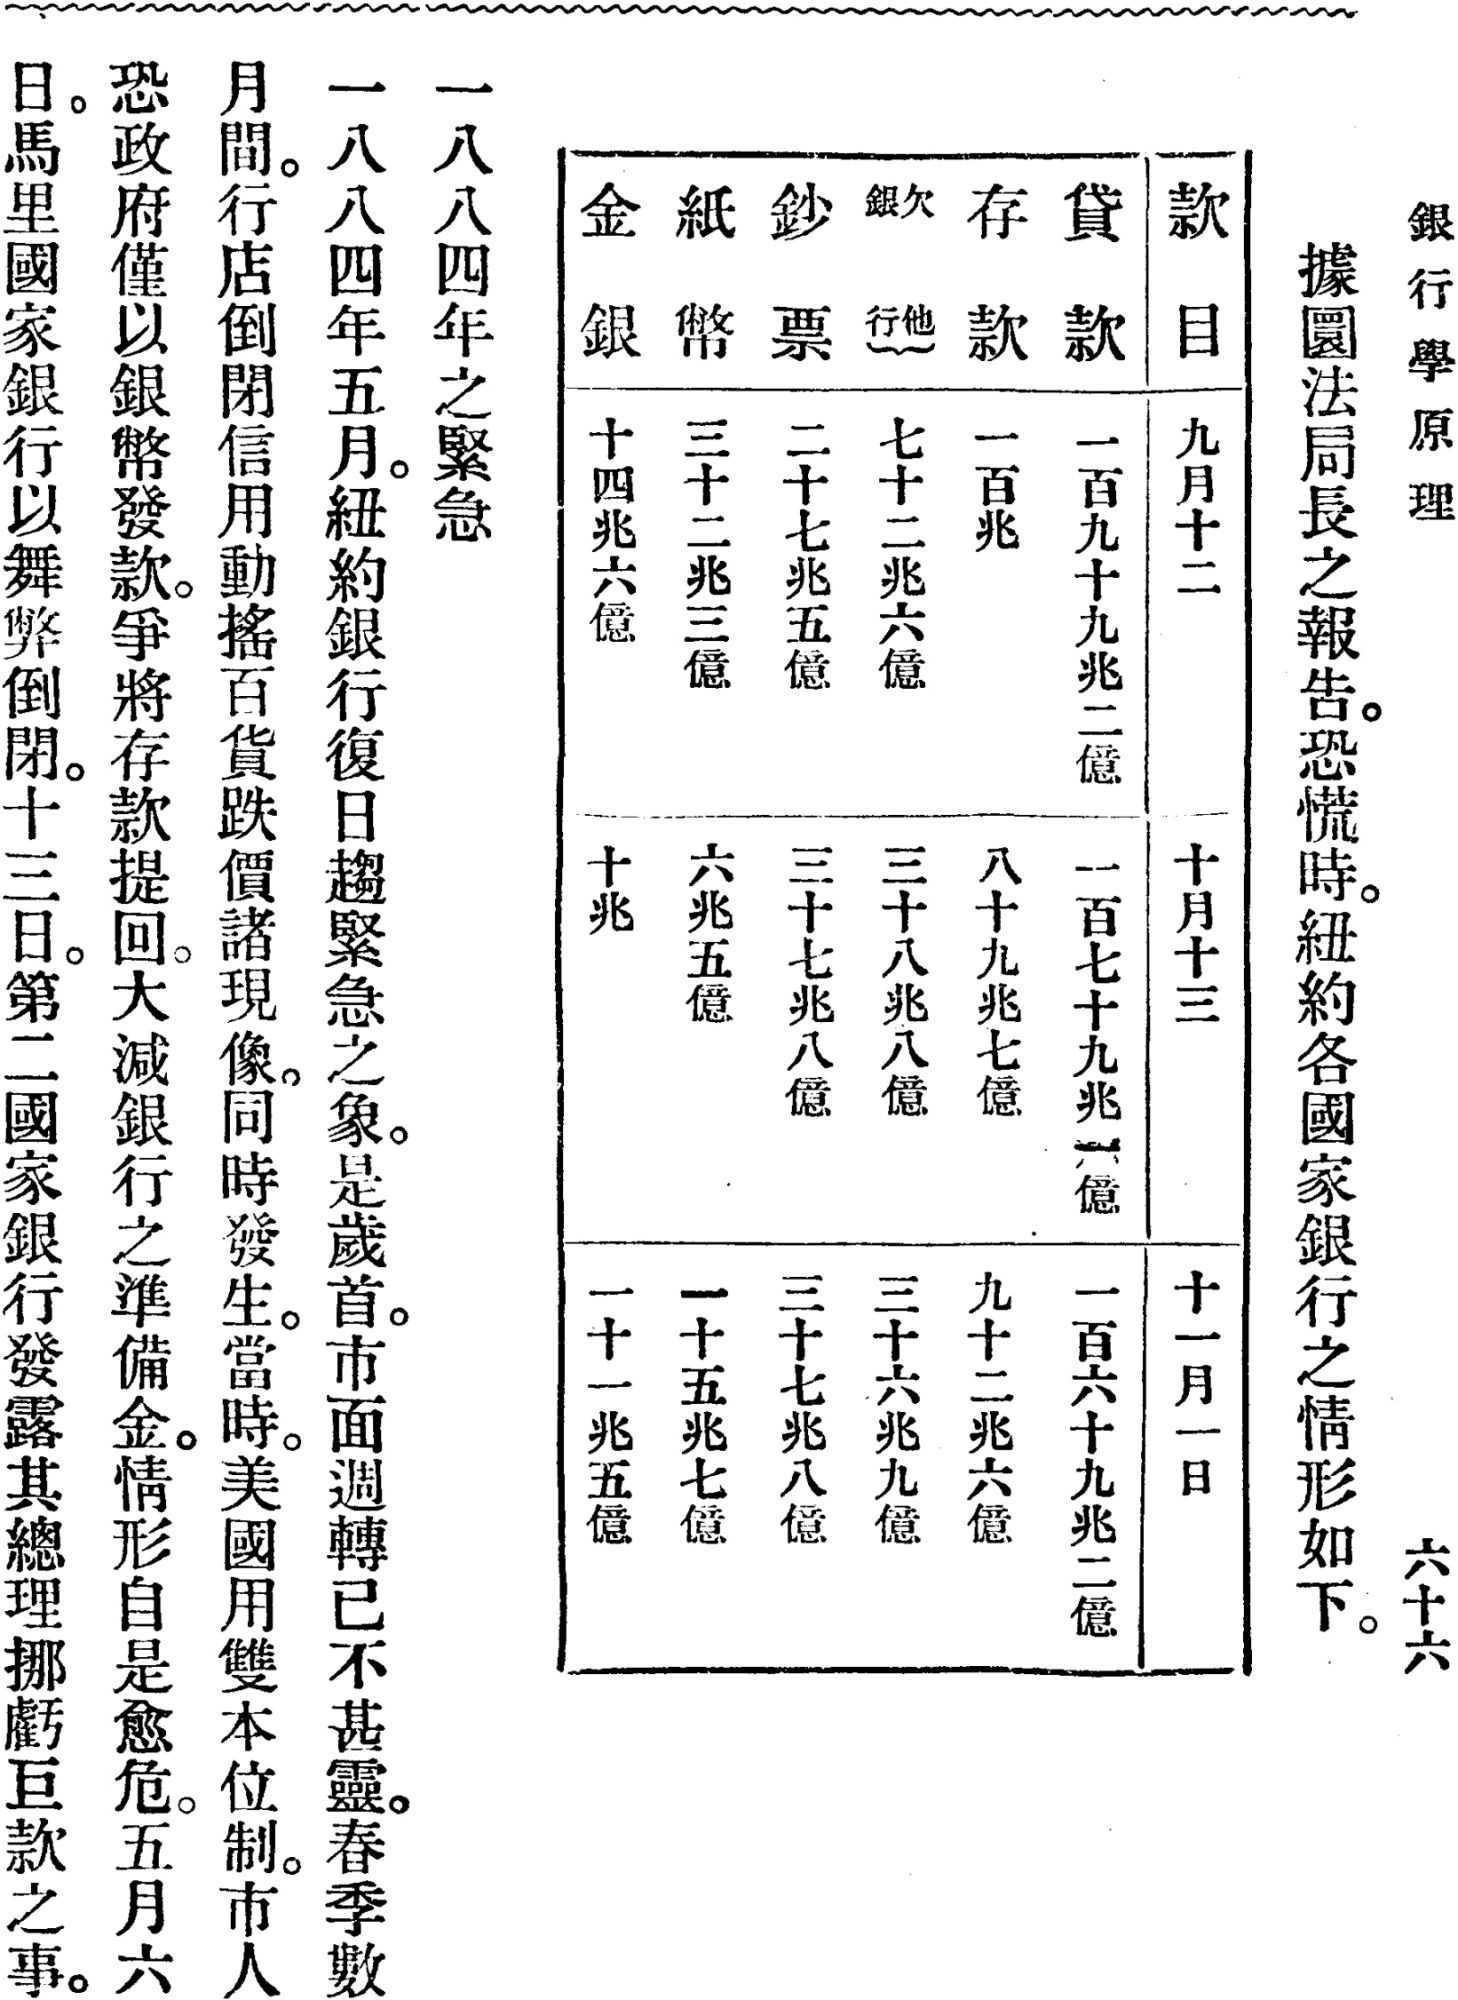 銀行學原理 六十六
據圜法局長之報告。恐慌時。紐約各國家銀行之情形如下。
款目 九月十二 十月十三 十一月一日
貸款 一百九十九兆二億 一百七十九兆億 一百六十九兆二億
存款 一百兆 八十九兆七億 九十二兆六億
欠他銀行 七十二兆六億 三十八兆八億 三十六兆九億
鈔票 二十七兆五億 三十七兆八億 三十七兆八億
紙幣 三十二兆三億 六兆五億 一十五兆七億
金銀 十四兆六億 十兆 一十一兆五億
一八八四年之緊急
一八八四年五月。紐約銀行復日趨緊急之象。是歲首。市面週轉已不甚靈。春季數
月間。行店倒閉信用動搖百貨跌價諸現像。同時發生。當時。美國用雙本位制。市人
恐政府僅以銀幣發款。爭將存款提回。大減銀行之準備金。情形自是愈危。五月六
日。馬里國家銀行以舞弊倒閉。十三日。第二國家銀行發露其總理挪虧巨款之事。